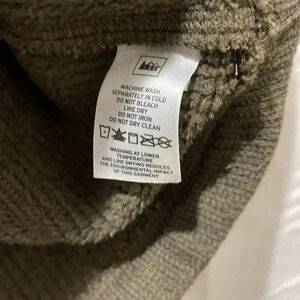 MACHINE WASH
SEPARATELY IN COLD
DO NOT BLEACH
LINE DRY
DO NOT IRON
DO NOT DRY CLEAN
WASHING AT LOWER
TEMPERATURE
AND LINE DRYING REDUCES
THE ENVIRONMENTAL IMPACT
OF THIS GARMENT